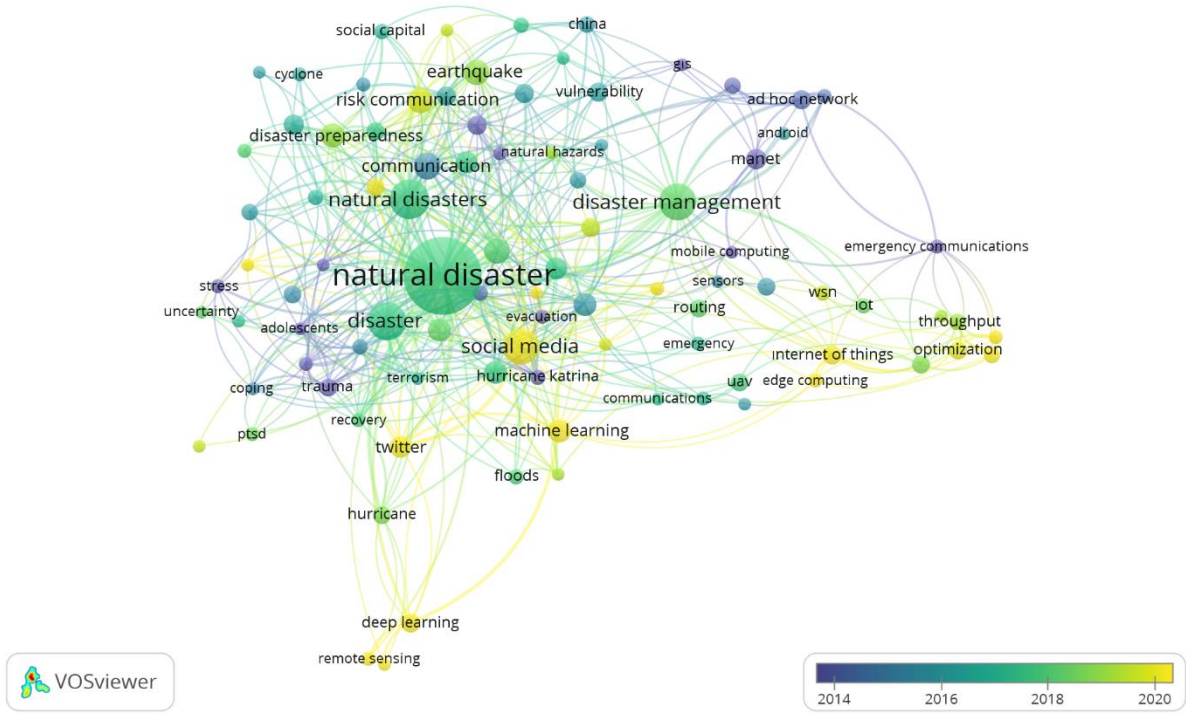 china
social capital
gis
earthquake
cyclone
vulnerability
risk communication
ad hoc network
android
disaster preparedness
natural hazards
manet
communication
natural disasters
disaster management
emergency communications
mobile computing
natural disaster
sensors
stress
wsn
iot
uncertainty
routing
evacuation
disaster
throughput
adolescents
social media
emergency
optimization
internet of things
hurricane katrina
terrorism
edge computing
uav
coping
trauma
communications
recovery
machine learning
ptsd
twitter
floods
hurricane
deep learning
remote sensing
VOSviewer
2014 2016 2018 2020